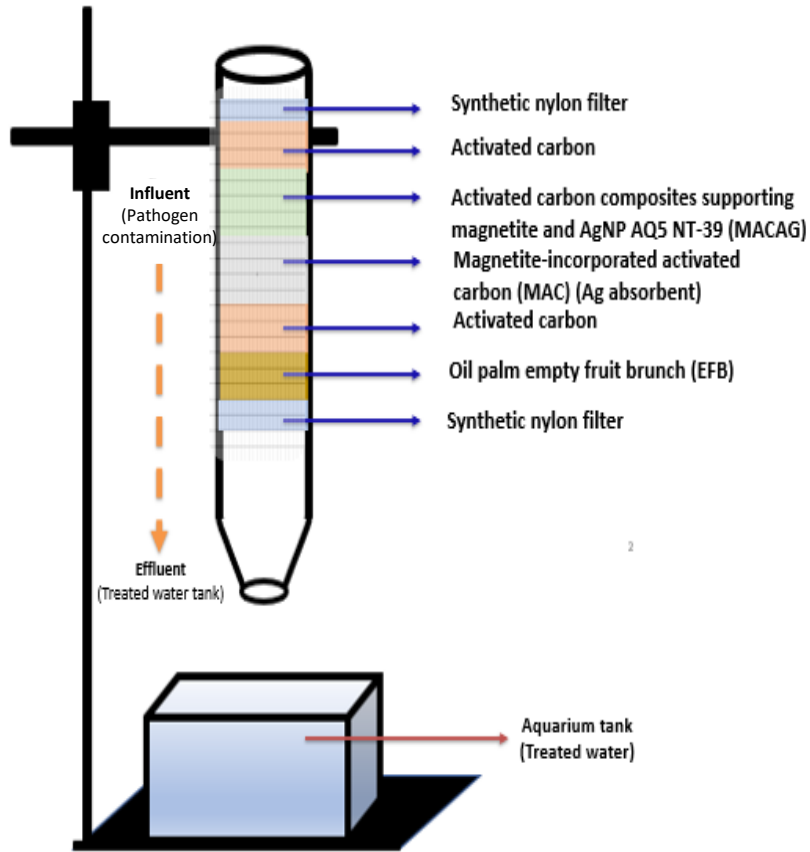 Synthetic nylon filter
Activated carbon
Influent
(Pathogen
contamination)
Activated carbon composites supporting
magnetite and AgNP AQ5 NT-39 (MACAG)
Magnetite-incorporated activated
carbon (MAC) (Ag absorbent)
Activated carbon
Oil palm empty fruit brunch (EFB)
Synthetic nylon filter
2
Effluent
(Treated water tank)
Aquarium tank
(Treated water)